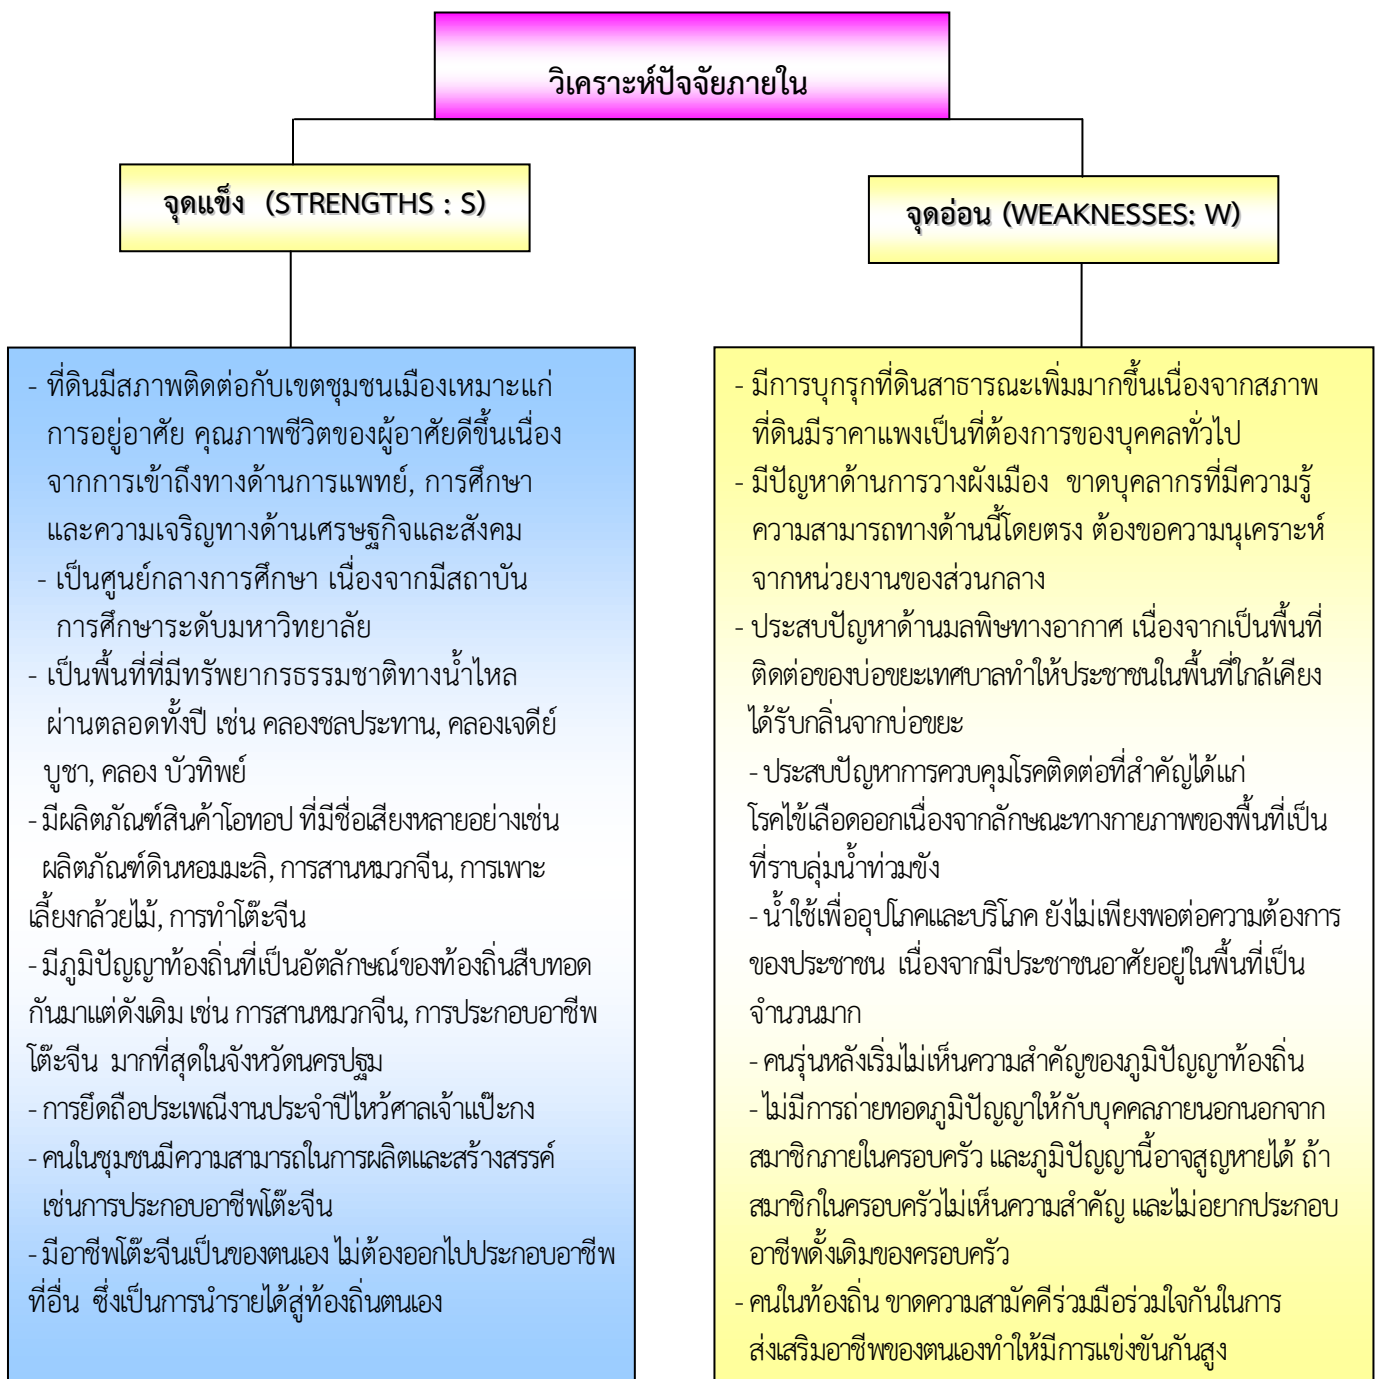 วิเคราะห์ปัจจัยภายใน
จุดแข็ง (STRENGTHS : S)
จุดอ่อน (WEAKNESSES: W)
- ที่ดินมีสภาพติดต่อกับเขตชุมชนเมืองเหมาะแก่
การอยู่อาศัย คุณภาพชีวิตของผู้อาศัยดีขึ้นเนื่อง
จากการเข้าถึงทางด้านการแพทย์, การศึกษา
และความเจริญทางด้านเศรษฐกิจและสังคม
- เป็นศูนย์กลางการศึกษา เนื่องจากมีสถาบัน
การศึกษาระดับมหาวิทยาลัย
- เป็นพื้นที่ที่มีทรัพยากรธรรมชาติทางน้ำไหล
ผ่านตลอดทั้งปี เช่น คลองชลประทาน, คลองเจดีย์
บูชา, คลอง บัวทิพย์
- มีผลิตภัณฑ์สินค้าโอทอป ที่มีชื่อเสียงหลายอย่างเช่น
ผลิตภัณฑ์ดินหอมมะลิ, การสานหมวกจีน, การเพาะ
เลี้ยงกล้วยไม้, การทำโต๊ะจีน
- มีภูมิปัญญาท้องถิ่นที่เป็นอัตลักษณ์ของท้องถิ่นสืบทอด
กันมาแต่ดังเดิม เช่น การสานหมวกจีน, การประกอบอาชีพ
โต๊ะจีน มากที่สุดในจังหวัดนครปฐม
- การยึดถือประเพณีงานประจำปีไหว้ศาลเจ้าแป๊ะกง
- คนในชุมชนมีความสามารถในการผลิตและสร้างสรรค์
เช่นการประกอบอาชีพโต๊ะจีน
- มีอาชีพโต๊ะจีนเป็นของตนเอง ไม่ต้องออกไปประกอบอาชีพ
ที่อื่น ซึ่งเป็นการนำรายได้สู่ท้องถิ่นตนเอง
- มีการบุกรุกที่ดินสาธารณะเพิ่มมากขึ้นเนื่องจากสภาพ
ที่ดินมีราคาแพงเป็นที่ต้องการของบุคคลทั่วไป
- มีปัญหาด้านการวางผังเมือง ขาดบุคลากรที่มีความรู้
ความสามารถทางด้านนี้โดยตรง ต้องขอความนุเคราะห์
จากหน่วยงานของส่วนกลาง
- ประสบปัญหาด้านมลพิษทางอากาศ เนื่องจากเป็นพื้นที่
ติดต่อของบ่อขยะเทศบาลทำให้ประชาชนในพื้นที่ใกล้เคียง
ได้รับกลิ่นจากบ่อขยะ
- ประสบปัญหาการควบคุมโรคติดต่อที่สำคัญได้แก่
โรคไข้เลือดออกเนื่องจากลักษณะทางกายภาพของพื้นที่เป็น
ที่ราบลุ่มน้ำท่วมขัง
- น้ำใช้เพื่ออุปโภคและบริโภค ยังไม่เพียงพอต่อความต้องการ
ของประชาชน เนื่องจากมีประชาชนอาศัยอยู่ในพื้นที่เป็น
จำนวนมาก
- คนรุ่นหลังเริ่มไม่เห็นความสำคัญของภูมิปัญญาท้องถิ่น
- ไม่มีการถ่ายทอดภูมิปัญญาให้กับบุคคลภายนอกนอกจาก
สมาชิกภายในครอบครัว และภูมิปัญญานี้อาจสูญหายได้ ถ้า
สมาชิกในครอบครัวไม่เห็นความสำคัญ และไม่อยากประกอบ
อาชีพดั้งเดิมของครอบครัว
- คนในท้องถิ่น ขาดความสามัคคีร่วมมือร่วมใจกันในการ
ส่งเสริมอาชีพของตนเองทำให้มีการแข่งขันกันสูง